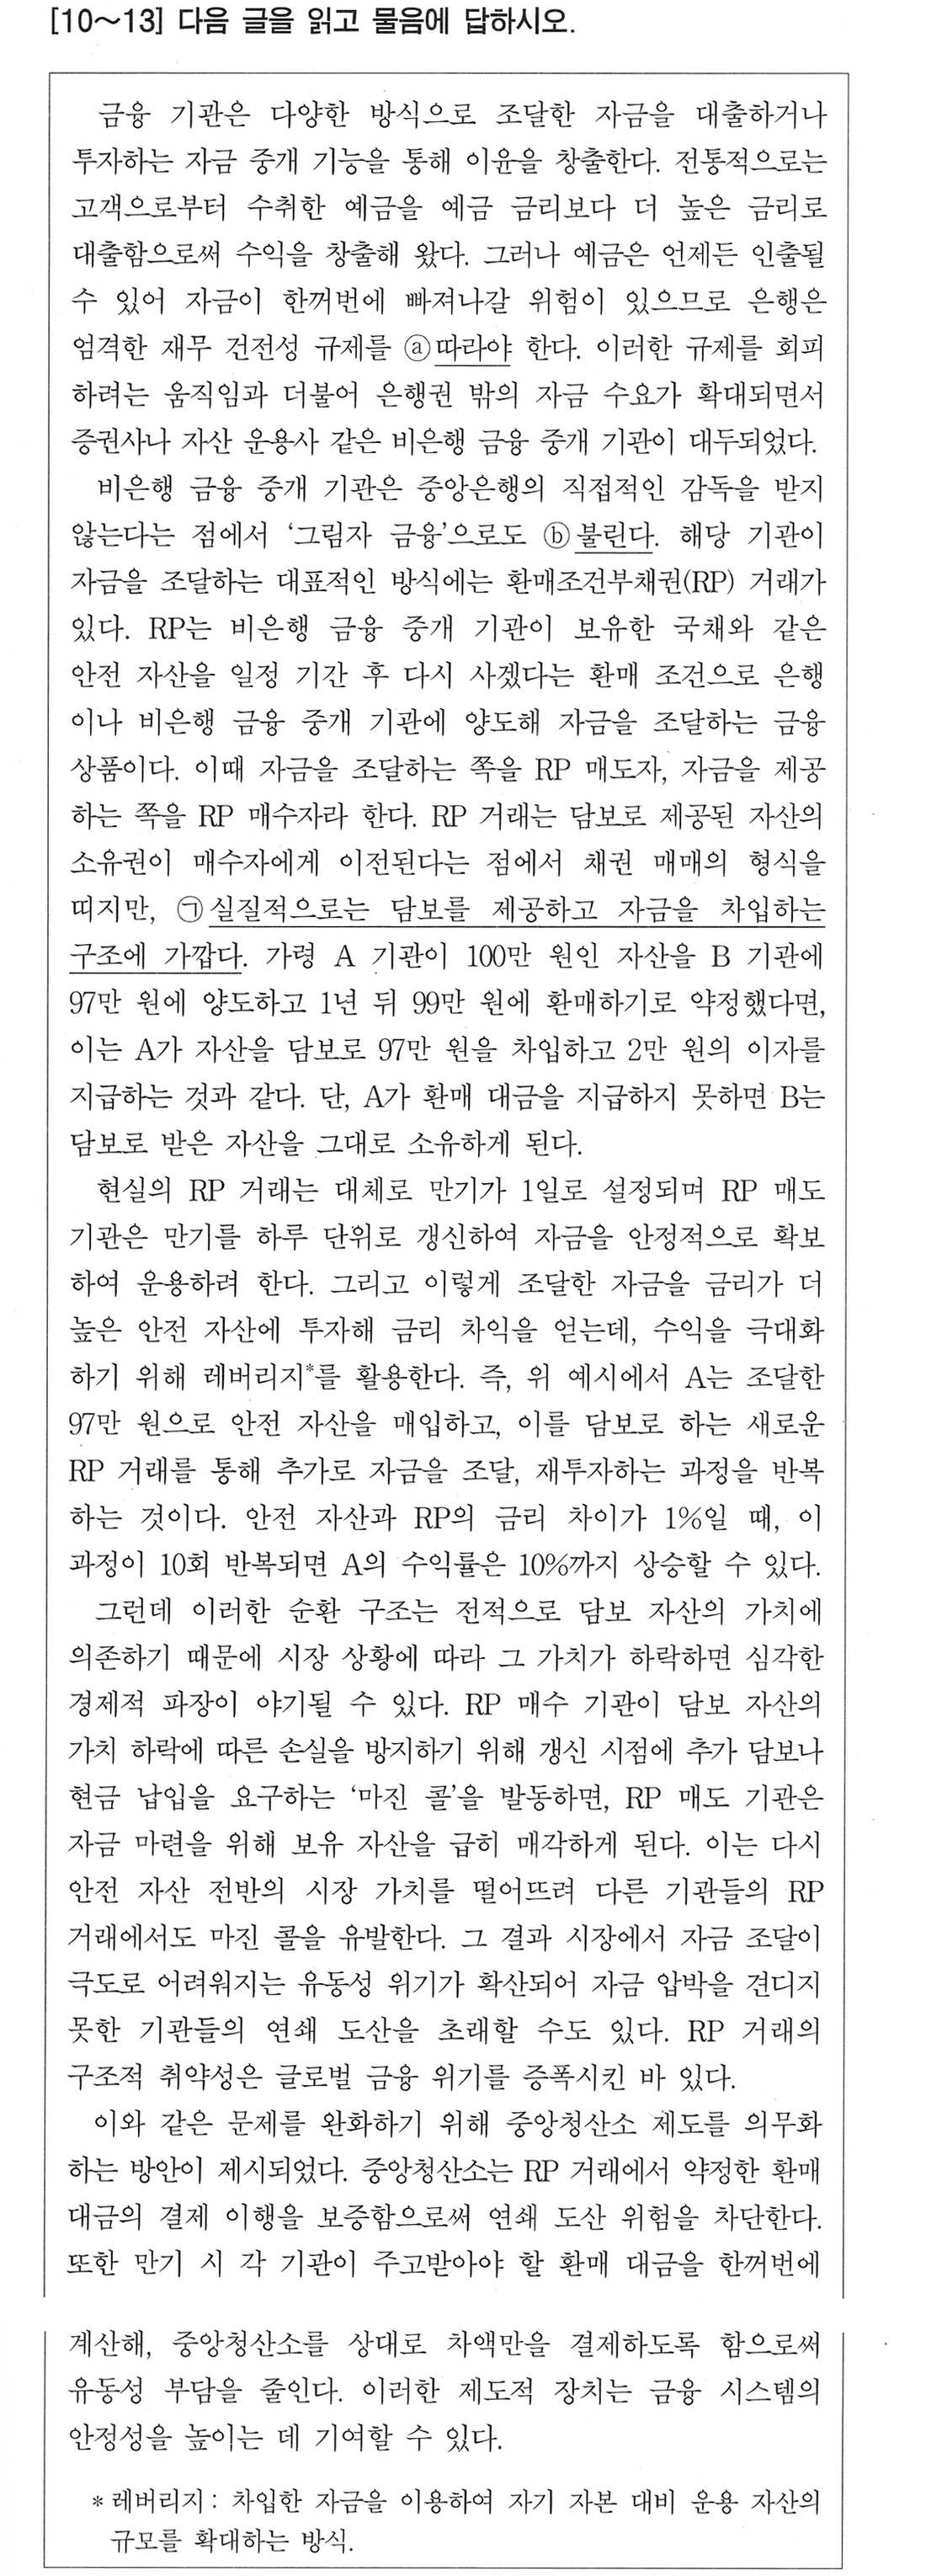 [10~13] 다음 글을 읽고 물음에 답하시오.
금융 기관은 다양한 방식으로 조달한 자금을 대출하거나
투자하는 자금 중개 기능을 통해 이윤을 창출한다. 전통적으로는
고객으로부터 수취한 예금을 예금 금리보다 더 높은 금리로
대출함으로써 수익을 창출해 왔다. 그러나 예금은 언제든 인출될
수 있어 자금이 한꺼번에 빠져나갈 위험이 있으므로 은행은
엄격한 재무 건전성 규제를 ⓐ따라야 한다. 이러한 규제를 회피
하려는 움직임과 더불어 은행권 밖의 자금 수요가 확대되면서
증권사나 자산 운용사 같은 비은행 금융 중개 기관이 대두되었다.
비은행 금융 중개 기관은 중앙은행의 직접적인 감독을 받지
않는다는 점에서 ‘그림자 금융’으로도 ⓑ불린다. 해당 기관이
자금을 조달하는 대표적인 방식에는 환매조건부채권(RP) 거래가
있다. RP는 비은행 금융 중개 기관이 보유한 국채와 같은
안전 자산을 일정 기간 후 다시 사겠다는 환매 조건으로 은행
이나 비은행 금융 중개 기관에 양도해 자금을 조달하는 금융
상품이다. 이때 자금을 조달하는 쪽을 RP 매도자, 자금을 제공
하는 쪽을 RP 매수자라 한다. RP 거래는 담보로 제공된 자산의
소유권이 매수자에게 이전된다는 점에서 채권 매매의 형식을
띠지만, ㉠실질적으로는 담보를 제공하고 자금을 차입하는
구조에 가깝다. 가령 A 기관이 100만 원인 자산을 B 기관에
97만 원에 양도하고 1년 뒤 99만 원에 환매하기로 약정했다면,
이는 A가 자산을 담보로 97만 원을 차입하고 2만 원의 이자를
지급하는 것과 같다. 단, A가 환매 대금을 지급하지 못하면 B는
담보로 받은 자산을 그대로 소유하게 된다.
현실의 RP 거래는 대체로 만기가 1일로 설정되며 RP 매도
기관은 만기를 하루 단위로 갱신하여 자금을 안정적으로 확보
하여 운용하려 한다. 그리고 이렇게 조달한 자금을 금리가 더
높은 안전 자산에 투자해 금리 차익을 얻는데, 수익을 극대화
하기 위해 레버리지*를 활용한다. 즉, 위 예시에서 A는 조달한
97만 원으로 안전 자산을 매입하고, 이를 담보로 하는 새로운
RP 거래를 통해 추가로 자금을 조달, 재투자하는 과정을 반복
하는 것이다. 안전 자산과 RP의 금리 차이가 1%일 때, 이
과정이 10회 반복되면 A의 수익률은 10%까지 상승할 수 있다.
그런데 이러한 순환 구조는 전적으로 담보 자산의 가치에
의존하기 때문에 시장 상황에 따라 그 가치가 하락하면 심각한
경제적 파장이 야기될 수 있다. RP 매수 기관이 담보 자산의
가치 하락에 따른 손실을 방지하기 위해 갱신 시점에 추가 담보나
현금 납입을 요구하는 ‘마진 콜’을 발동하면, RP 매도 기관은
자금 마련을 위해 보유 자산을 급히 매각하게 된다. 이는 다시
안전 자산 전반의 시장 가치를 떨어뜨려 다른 기관들의 RP
거래에서도 마진 콜을 유발한다. 그 결과 시장에서 자금 조달이
극도로 어려워지는 유동성 위기가 확산되어 자금 압박을 견디지
못한 기관들의 연쇄 도산을 초래할 수도 있다. RP 거래의
구조적 취약성은 글로벌 금융 위기를 증폭시킨 바 있다.
이와 같은 문제를 완화하기 위해 중앙청산소 제도를 의무화
하는 방안이 제시되었다. 중앙청산소는 RP 거래에서 약정한 환매
대금의 결제 이행을 보증함으로써 연쇄 도산 위험을 차단한다.
또한 만기 시 각 기관이 주고받아야 할 환매 대금을 한꺼번에
계산해, 중앙청산소를 상대로 차액만을 결제하도록 함으로써
유동성 부담을 줄인다. 이러한 제도적 장치는 금융 시스템의
안정성을 높이는 데 기여할 수 있다.
* 레버리지 : 차입한 자금을 이용하여 자기 자본 대비 운용 자산의
규모를 확대하는 방식.